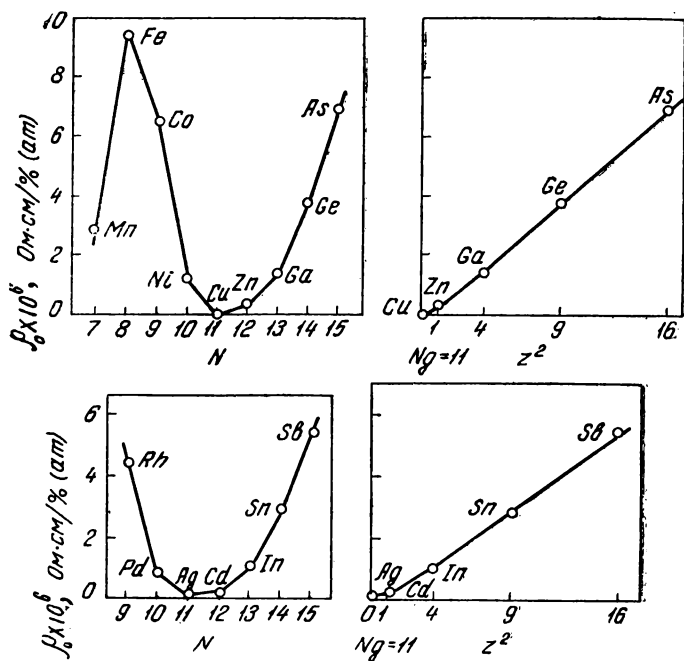 ρ₀×10⁶, Ом·см/% (ат)
10
8
6
4
2
0
Fe
Co
Mn
Ni
Cu
Zn
Ga
Ge
As
7 8 9 10 11 12 13 14 15
N
Cu
Zn
Ga
Ge
As
1 4 9 16
Ng=11 z²
ρ₀×10⁶, Ом·см/% (ат)
6
4
2
0
Rh
Pd
Ag
Cd
In
Sn
Sb
9 10 11 12 13 14 15
N
Ag
Cd
In
Sn
Sb
0 1 4 9 16
Ng=11 z²